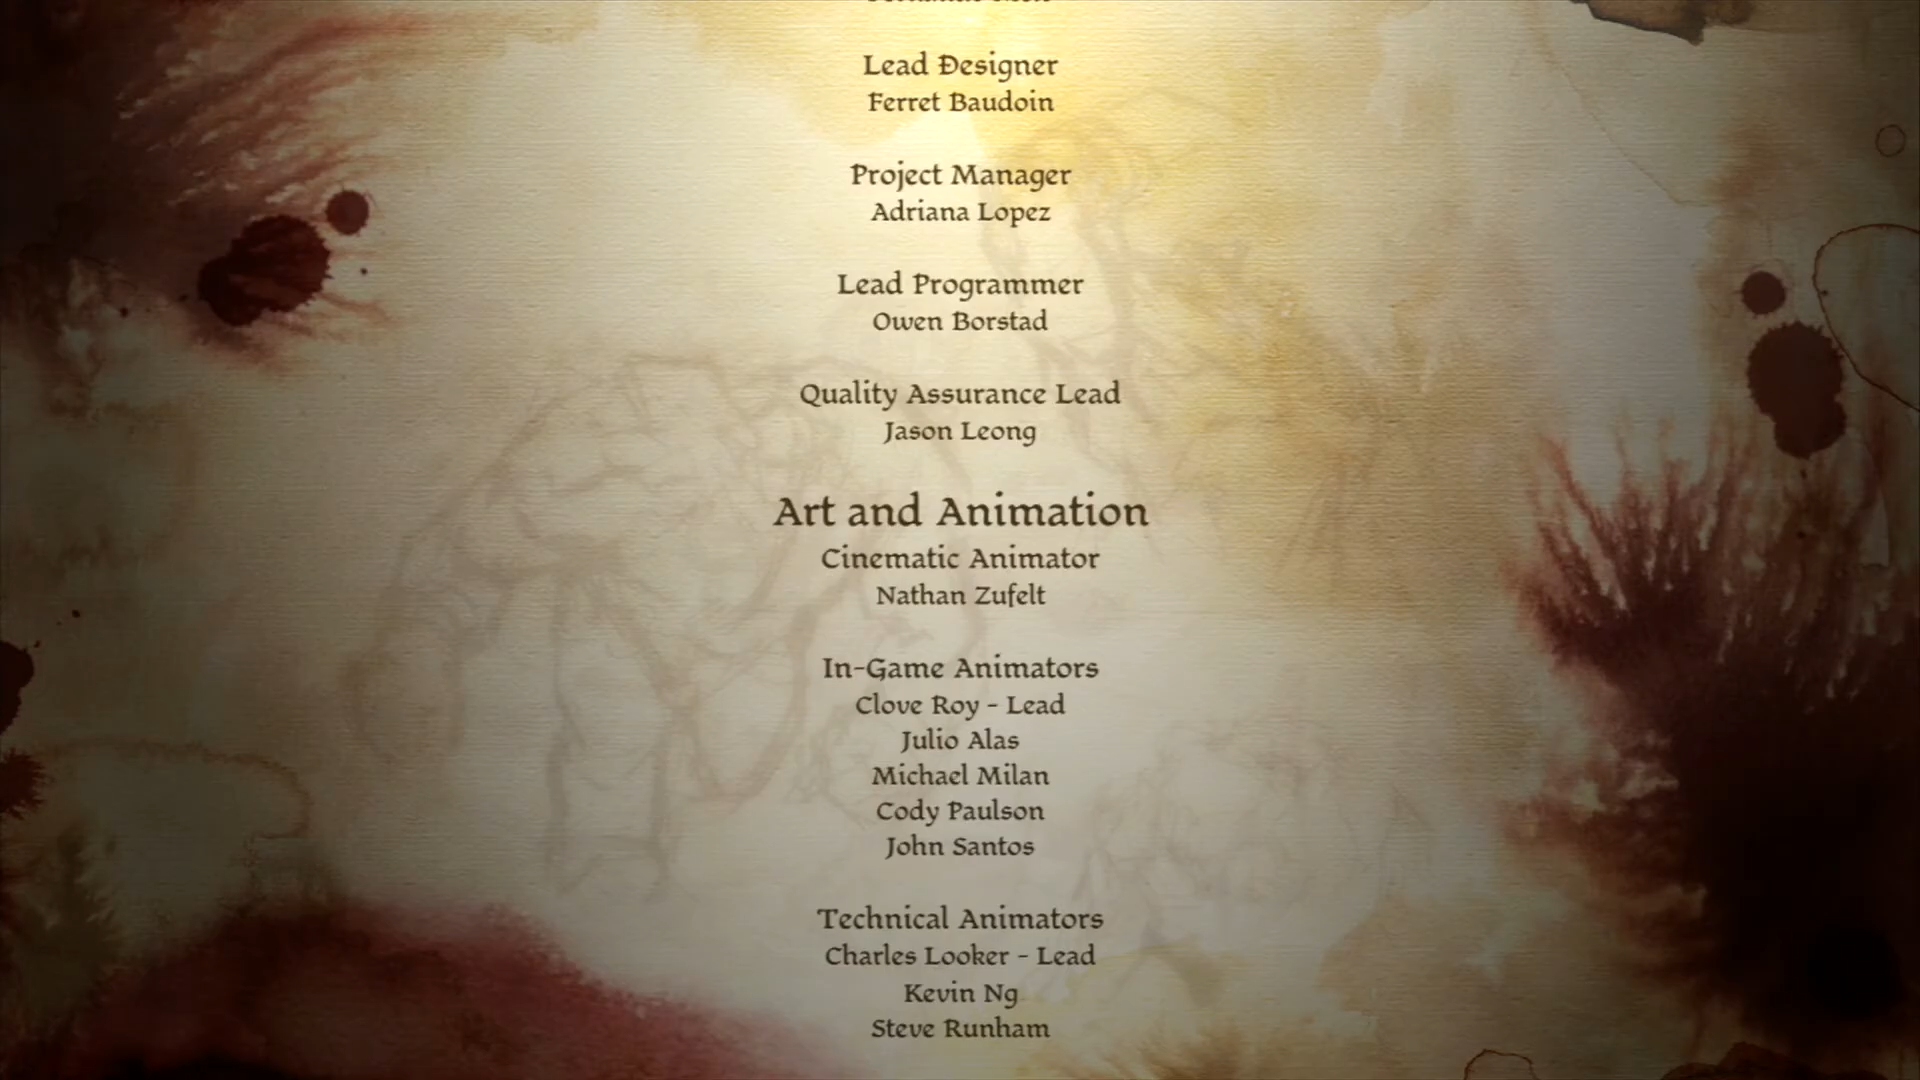 Lead Designer
Ferret Baudoin
Project Manager
Adriana Lopez
Lead Programmer
Owen Borstad
Quality Assurance Lead
Jason Leong
Art and Animation
Cinematic Animator
Nathan Zufelt
In-Game Animators
Clove Roy - Lead
Julio Alas
Michael Milan
Cody Paulson
John Santos
Technical Animators
Charles Looker - Lead
Kevin Ng
Steve Runham